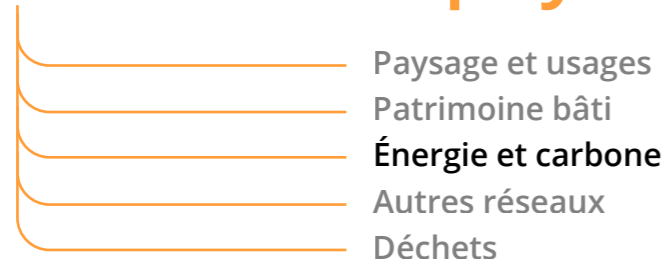 Paysage et usages
Patrimoine bâti
Énergie et carbone
Autres réseaux
Déchets